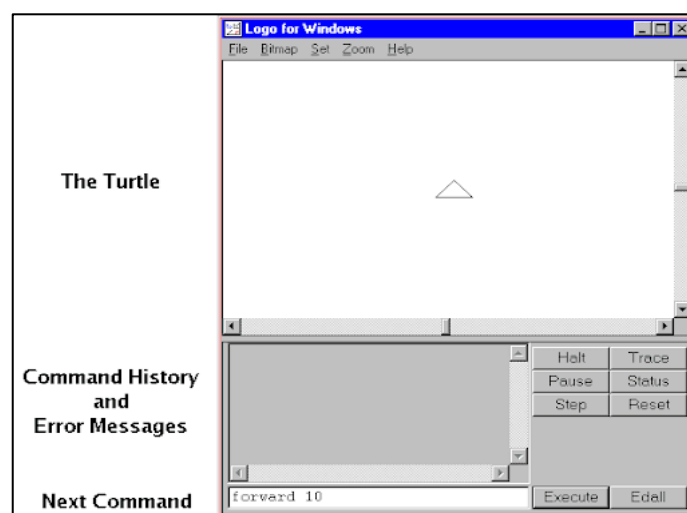 Logo for Windows
File Bitmap Set Zoom Help
The Turtle
Command History
and
Error Messages
Halt Trace
Pause Status
Step Reset
Next Command
forward 10
Execute Edall